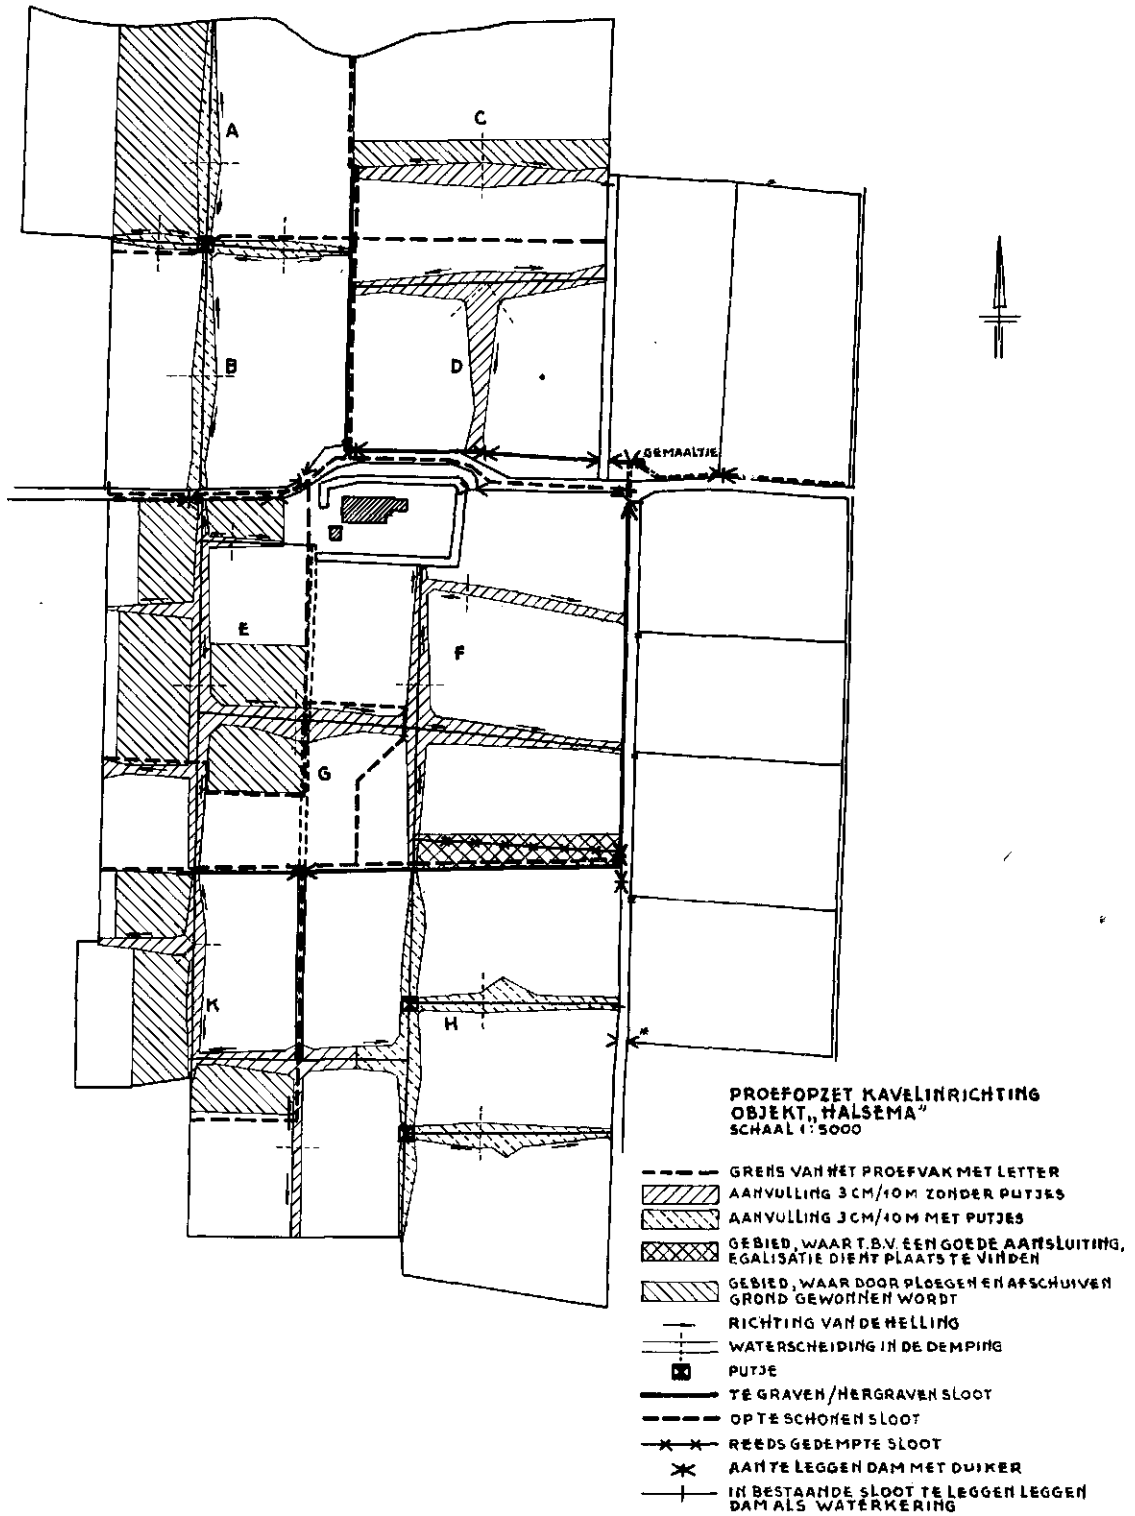 A
C
B
D
GEMAALTJE
E
F
G
K
H
PROEFOPZET KAVELINRICHTING
OBJEKT „HALSEMA"
SCHAAL 1:5000
GRENS VAN HET PROEFVAK MET LETTER
AANVULLING 3 CM/10 M ZONDER PUTJES
AANVULLING 3 CM/10 M MET PUTJES
GEBIED, WAAR T.B.V. EEN GOEDE AANSLUITING,
EGALISATIE DIENT PLAATS TE VINDEN
GEBIED, WAAR DOOR PLOEGEN EN AFSCHUIVEN
GROND GEWONNEN WORDT
RICHTING VAN DE HELLING
WATERSCHEIDING IN DE DEMPING
PUTJE
TE GRAVEN/HERGRAVEN SLOOT
OP TE SCHONEN SLOOT
REEDS GEDEMPTE SLOOT
AAN TE LEGGEN DAM MET DUIKER
IN BESTAANDE SLOOT TE LEGGEN LEGGEN
DAM ALS WATERKERING